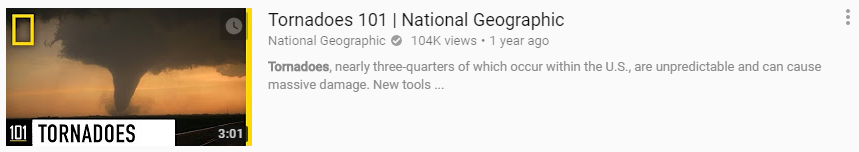 Tornadoes 101 | National Geographic
National Geographic 104K views • 1 year ago
Tornadoes, nearly three-quarters of which occur within the U.S., are unpredictable and can cause
massive damage. New tools ...
101 TORNADOES
3:01